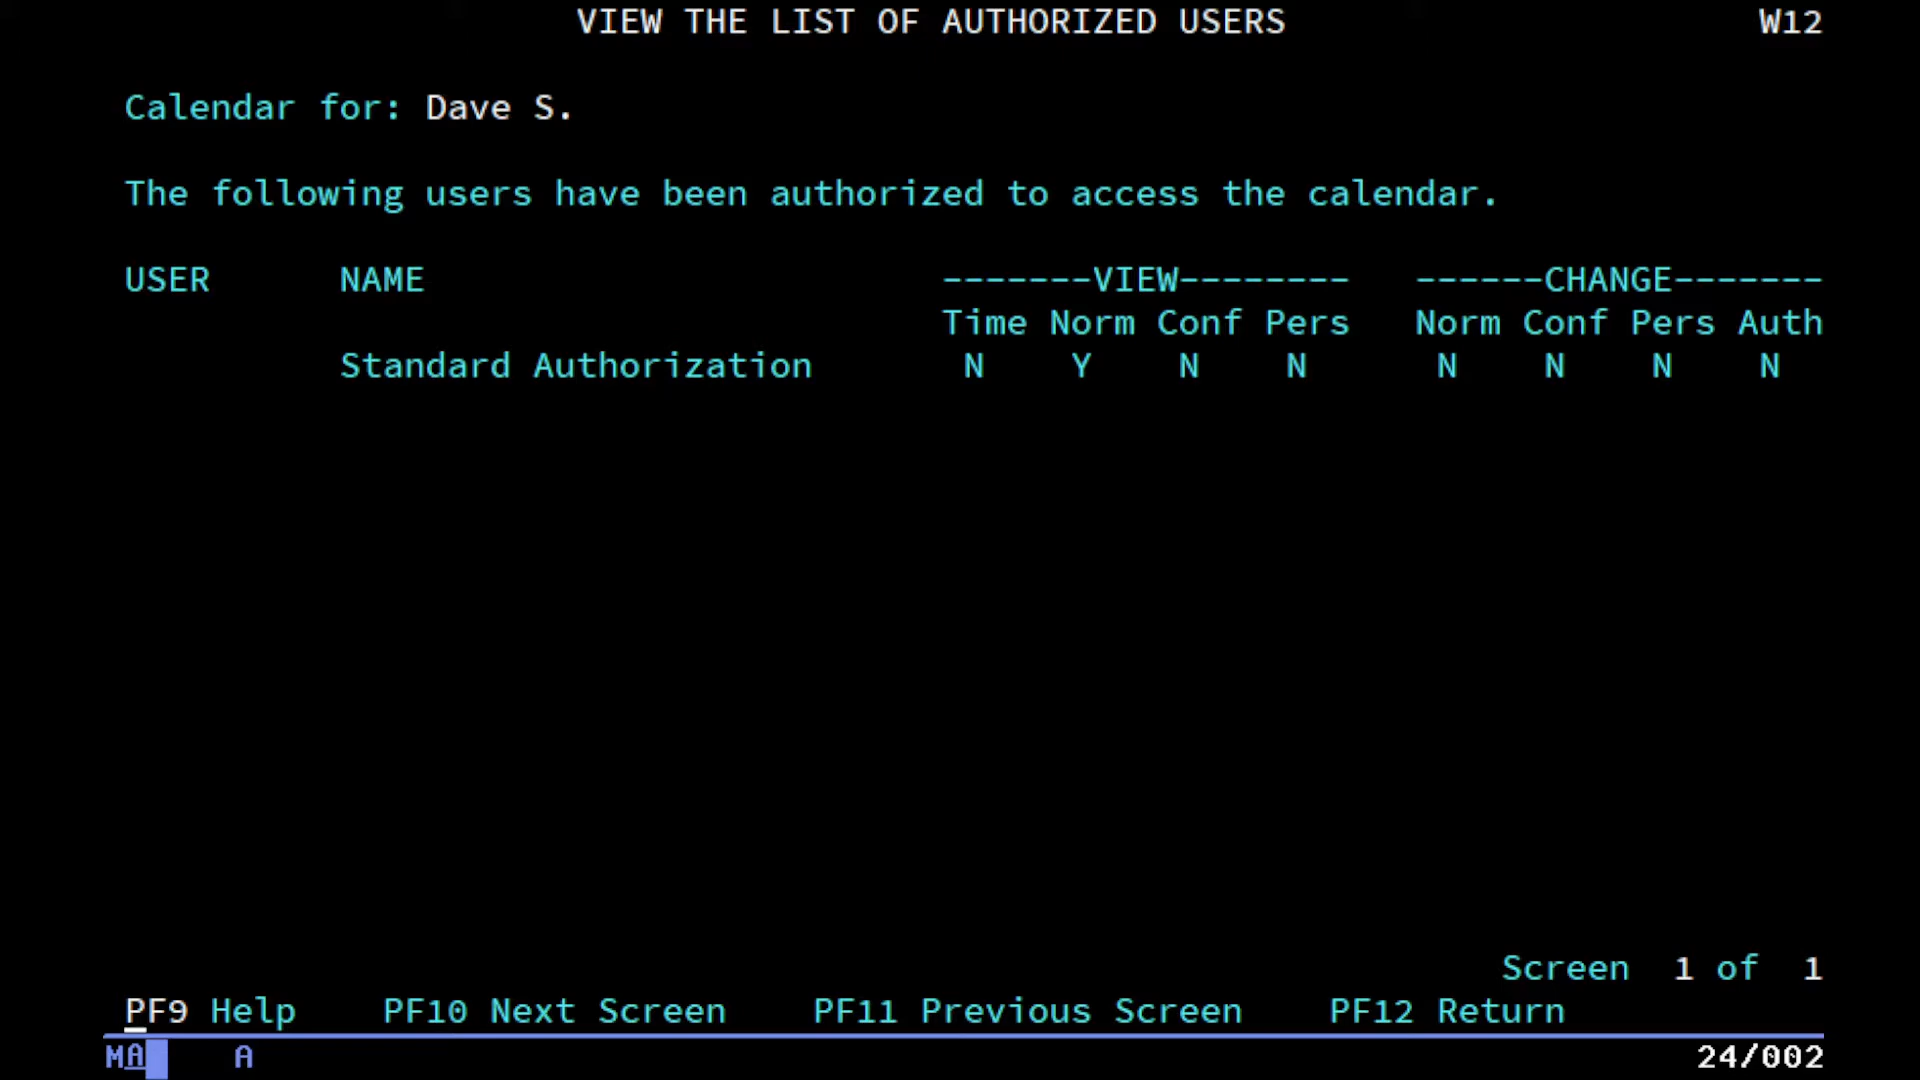 VIEW THE LIST OF AUTHORIZED USERS W12
Calendar for: Dave S.
The following users have been authorized to access the calendar.
USER NAME -------VIEW-------- ------CHANGE-------
Time Norm Conf Pers Norm Conf Pers Auth
Standard Authorization N Y N N N N N N
Screen 1 of 1
PF9 Help PF10 Next Screen PF11 Previous Screen PF12 Return
MA A 24/002